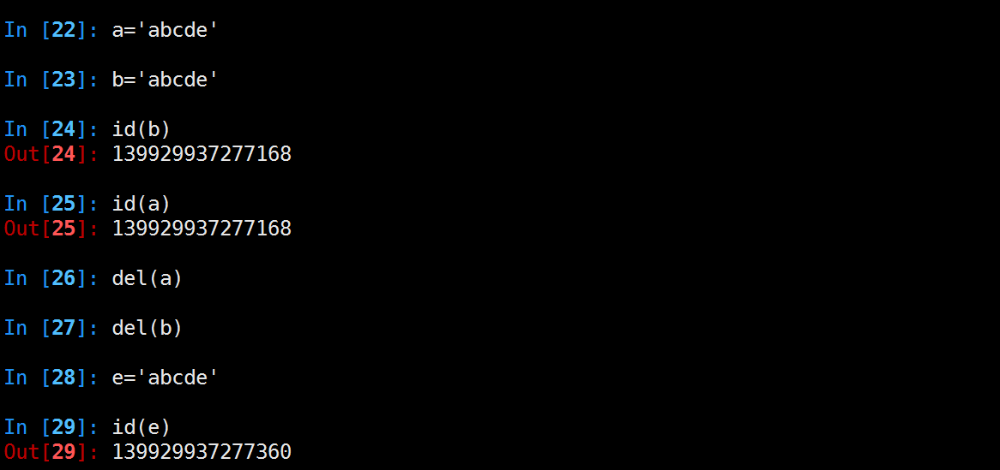 In [22]: a='abcde'
In [23]: b='abcde'
In [24]: id(b)
Out[24]: 139929937277168
In [25]: id(a)
Out[25]: 139929937277168
In [26]: del(a)
In [27]: del(b)
In [28]: e='abcde'
In [29]: id(e)
Out[29]: 139929937277360